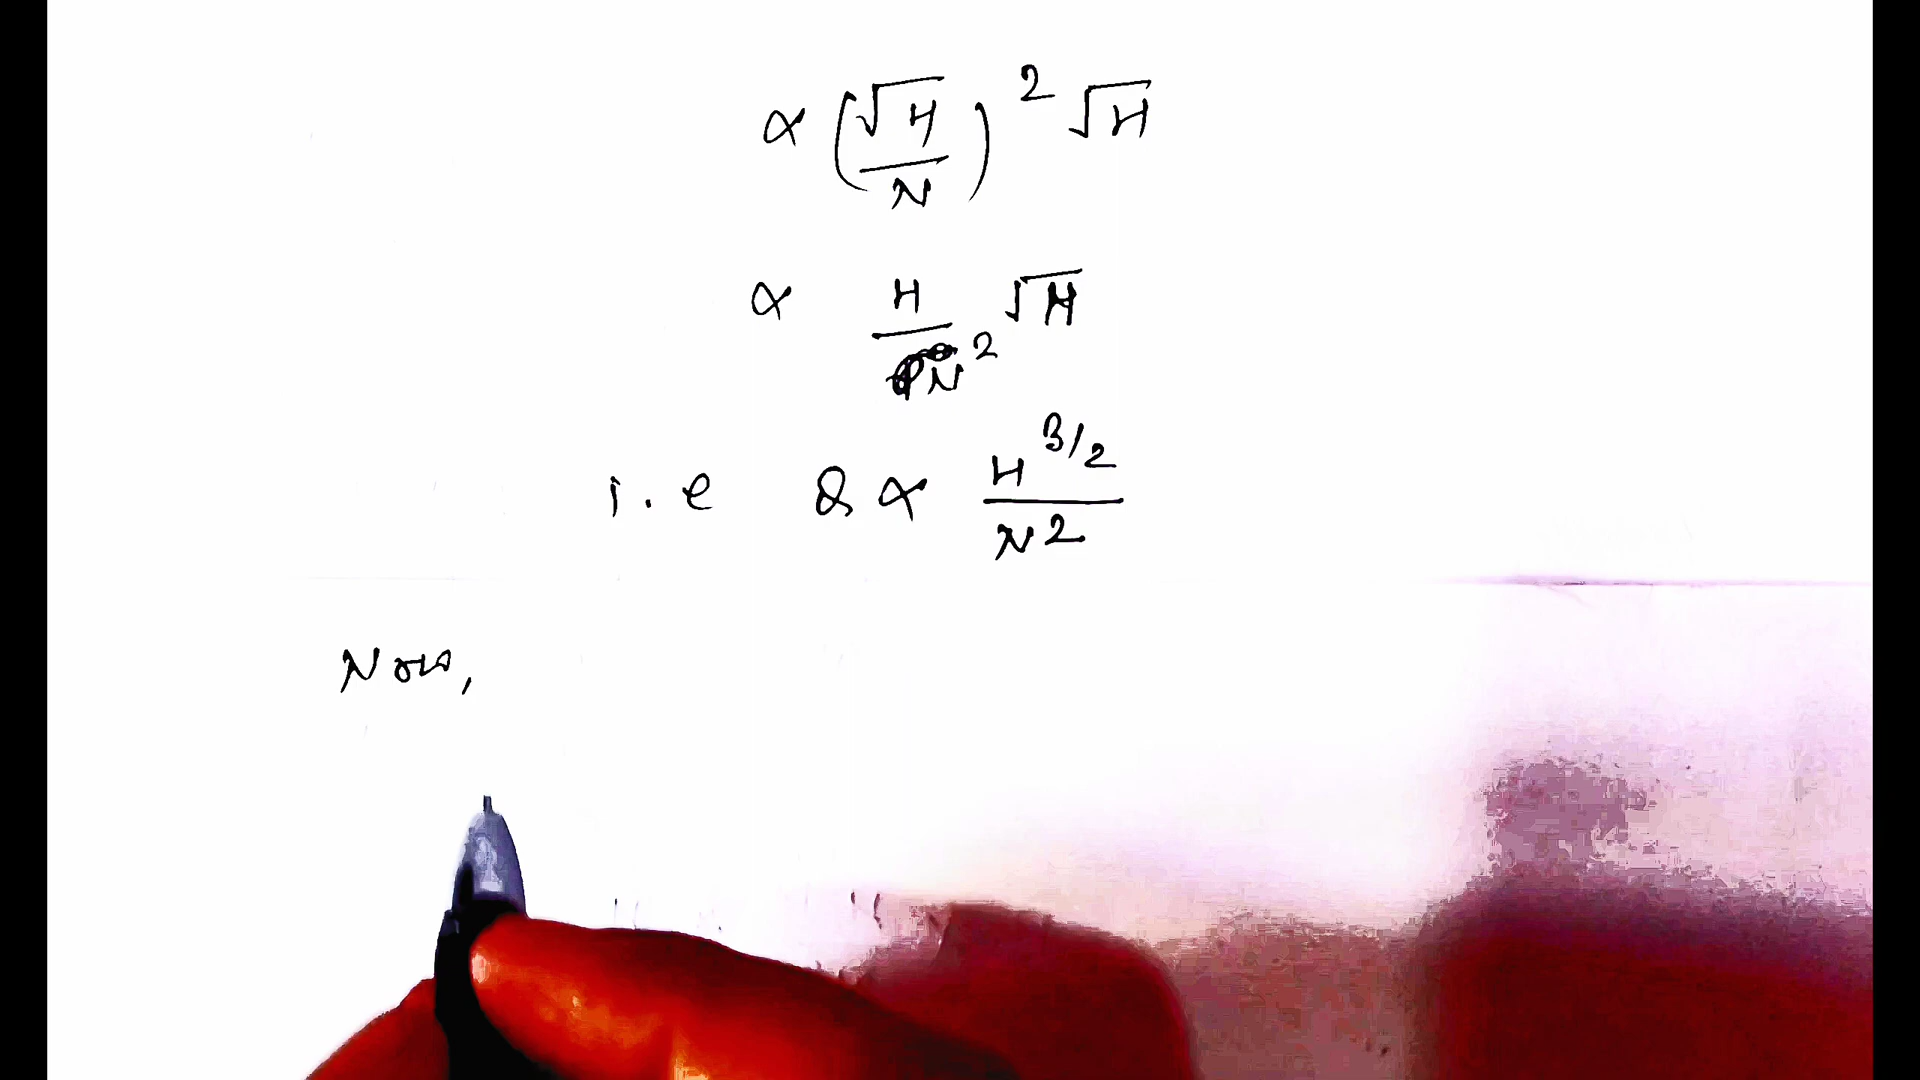 ∝ (√H / N)² √H
∝ H / N² √H
i.e Q ∝ H^3/2 / N²
Now,